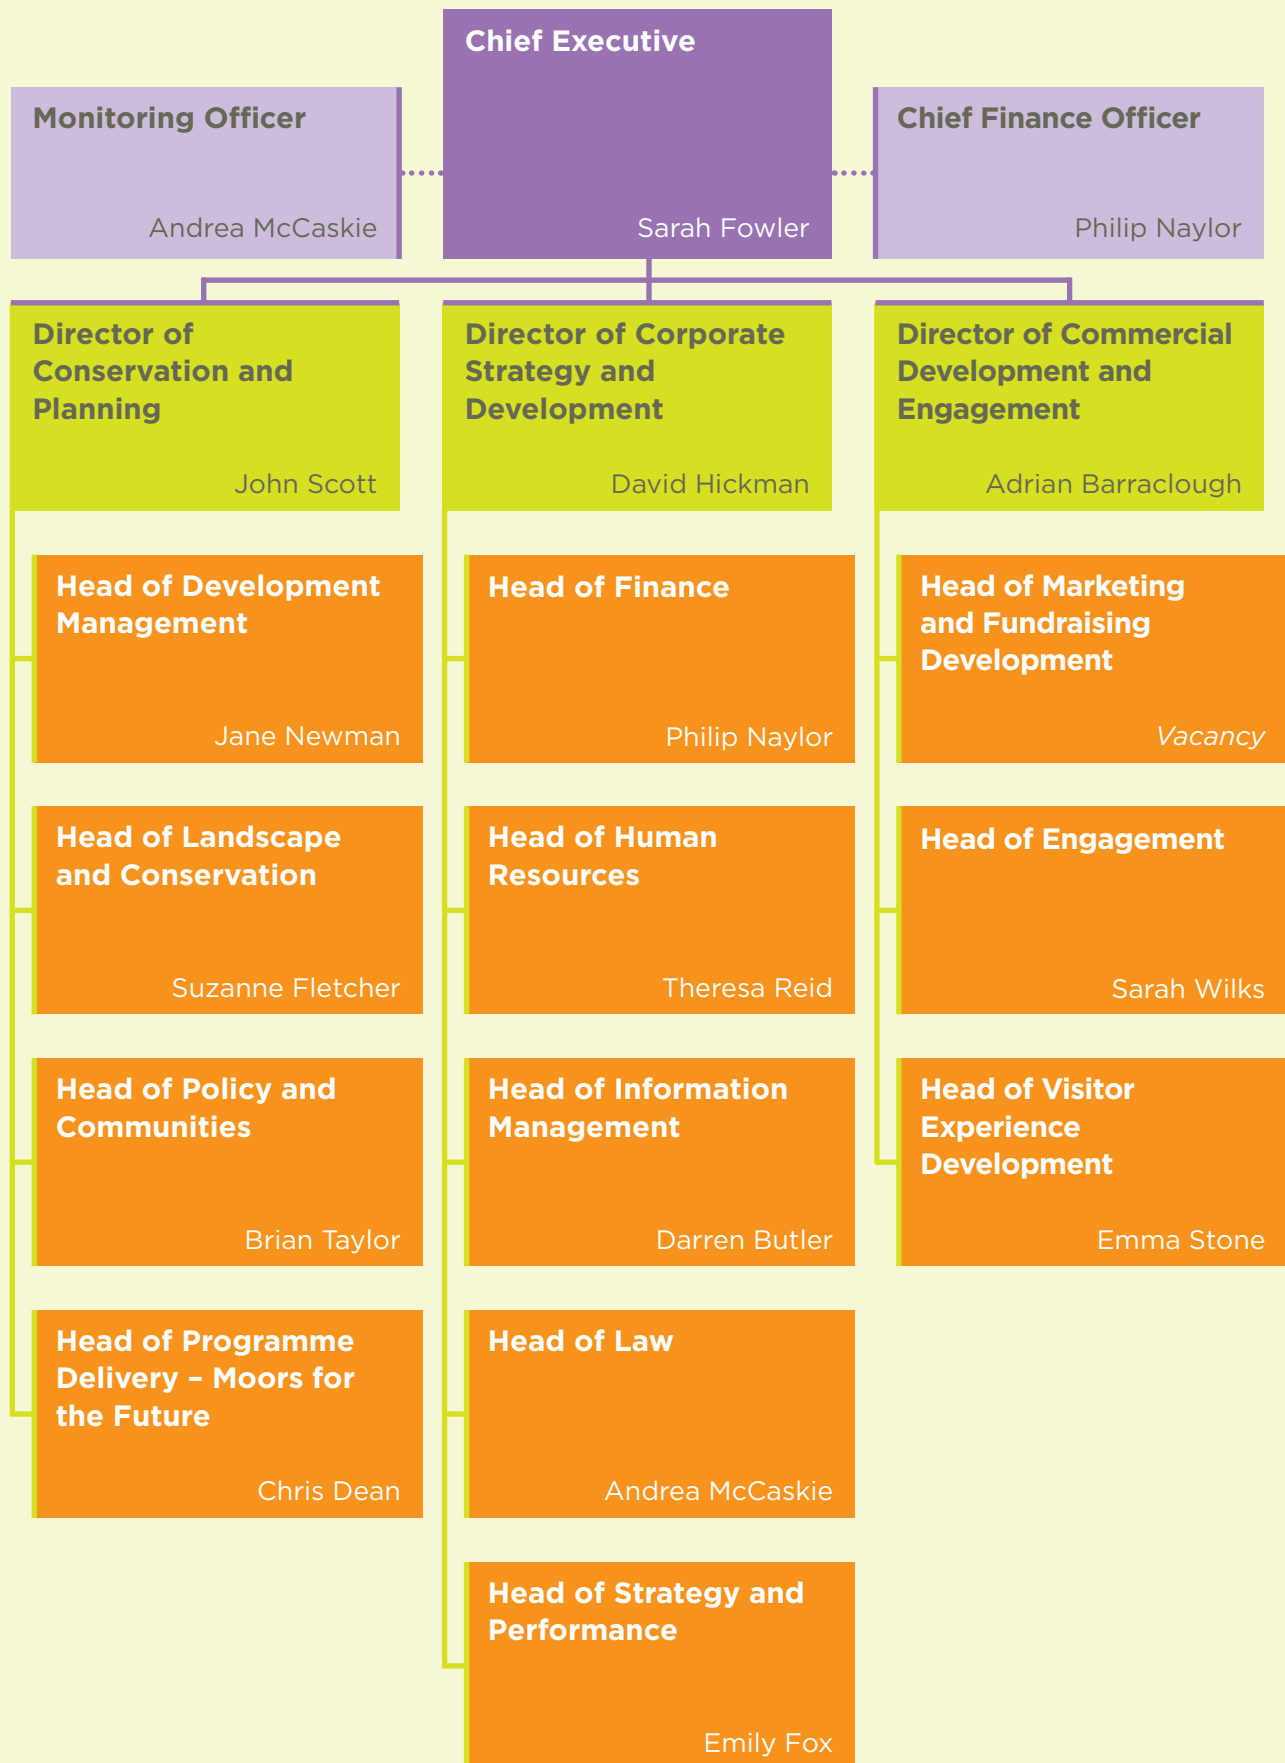 Chief Executive
Sarah Fowler
Monitoring Officer
Andrea McCaskie
Chief Finance Officer
Philip Naylor
Director of
Conservation and
Planning
John Scott
Head of Development
Management
Jane Newman
Head of Landscape
and Conservation
Suzanne Fletcher
Head of Policy and
Communities
Brian Taylor
Head of Programme
Delivery – Moors for
the Future
Chris Dean
Director of Corporate
Strategy and
Development
David Hickman
Head of Finance
Philip Naylor
Head of Human
Resources
Theresa Reid
Head of Information
Management
Darren Butler
Head of Law
Andrea McCaskie
Head of Strategy and
Performance
Emily Fox
Director of Commercial
Development and
Engagement
Adrian Barraclough
Head of Marketing
and Fundraising
Development
Vacancy
Head of Engagement
Sarah Wilks
Head of Visitor
Experience
Development
Emma Stone